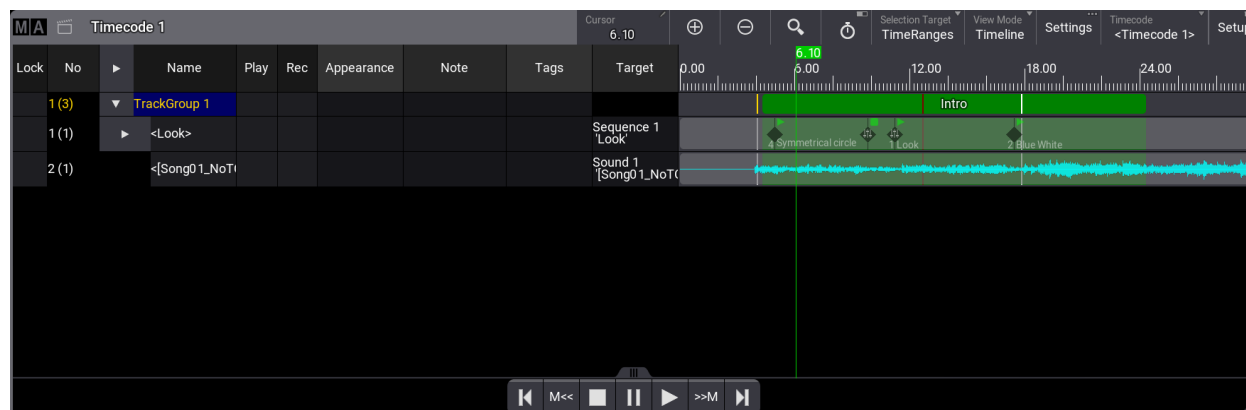 MA Timecode 1
Cursor
6.10
Selection Target
TimeRanges
View Mode
Timeline
Settings
Timecode
<Timecode 1>
Lock No Name Play Rec Appearance Note Tags Target
6.10
0.00 6.00 12.00 18.00 24.00
1 (3) TrackGroup 1 Intro
1 (1) <Look> Sequence 1
'Look'
4 Symmetrical circle 1 Look 2 Blue White
2 (1) <[Song01_NoT Sound 1
'[Song01_NoT
M<< >>M